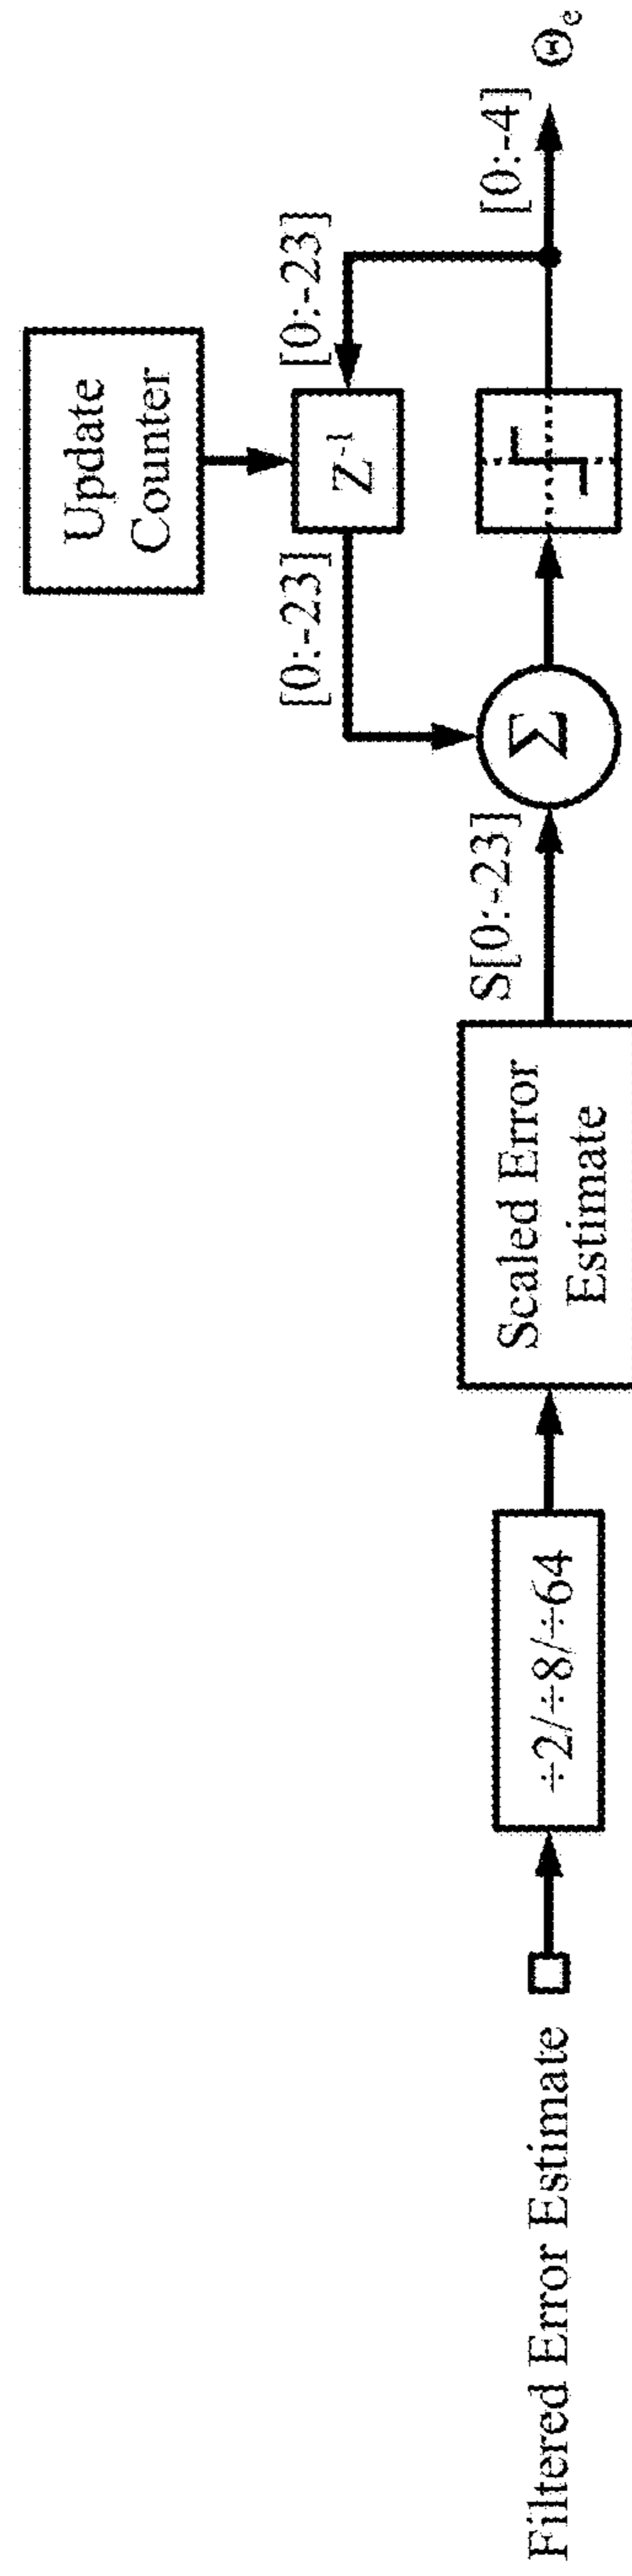 Update
Counter
[0:-23]
Z⁻¹
[0:-23]
Filtered Error Estimate
÷2/÷8/÷64
Scaled Error
Estimate
S[0:-23]
Σ
[0:-4]
Θe